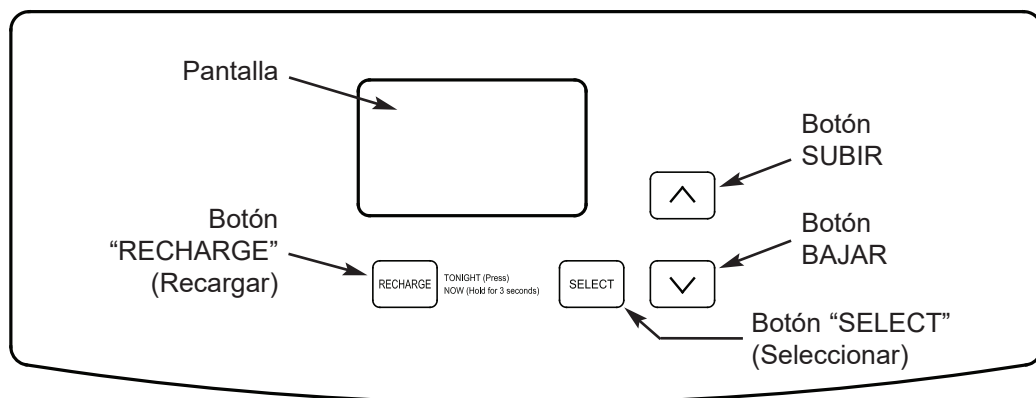 Pantalla
Botón
SUBIR
Botón
“RECHARGE”
(Recargar)
Botón
BAJAR
RECHARGE
TONIGHT (Press)
NOW (Hold for 3 seconds)
SELECT
Botón “SELECT”
(Seleccionar)